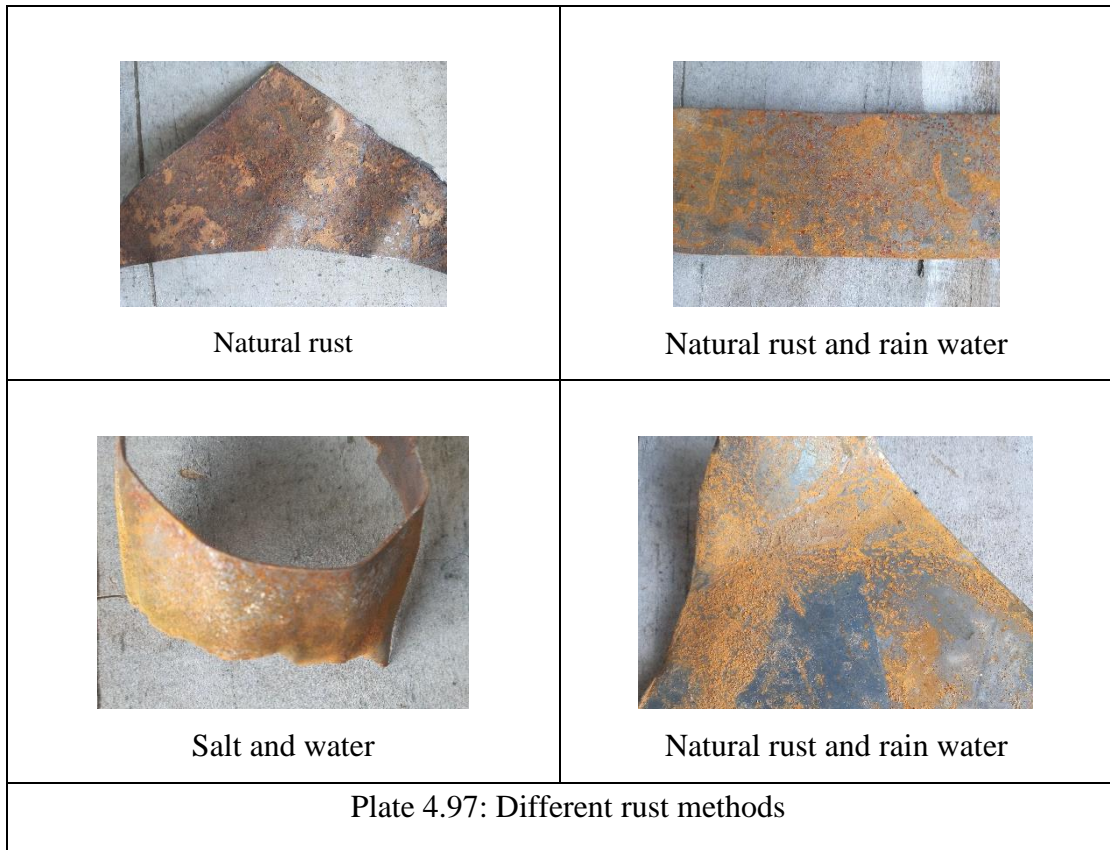 Natural rust
Natural rust and rain water
Salt and water
Natural rust and rain water
Plate 4.97: Different rust methods